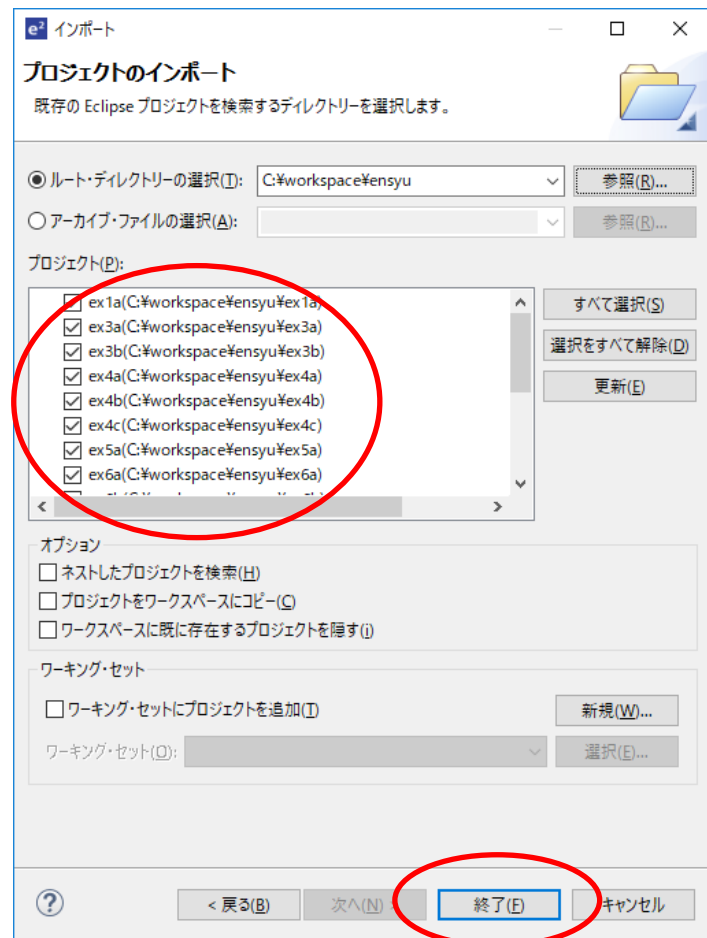 e² インポート
プロジェクトのインポート
既存の Eclipse プロジェクトを検索するディレクトリーを選択します。
ルート・ディレクトリーの選択(T): C:¥workspace¥ensyu 参照(R)...
アーカイブ・ファイルの選択(A): 参照(R)...
プロジェクト(P):
ex1a(C:¥workspace¥ensyu¥ex1a) すべて選択(S)
ex3a(C:¥workspace¥ensyu¥ex3a)
ex3b(C:¥workspace¥ensyu¥ex3b) 選択をすべて解除(D)
ex4a(C:¥workspace¥ensyu¥ex4a) 更新(E)
ex4b(C:¥workspace¥ensyu¥ex4b)
ex4c(C:¥workspace¥ensyu¥ex4c)
ex5a(C:¥workspace¥ensyu¥ex5a)
ex6a(C:¥workspace¥ensyu¥ex6a)
オプション
ネストしたプロジェクトを検索(H)
プロジェクトをワークスペースにコピー(C)
ワークスペースに既に存在するプロジェクトを隠す(i)
ワーキング・セット
ワーキング・セットにプロジェクトを追加(T) 新規(W)...
ワーキング・セット(O): 選択(E)...
? < 戻る(B) 次へ(N) > 終了(F) キャンセル